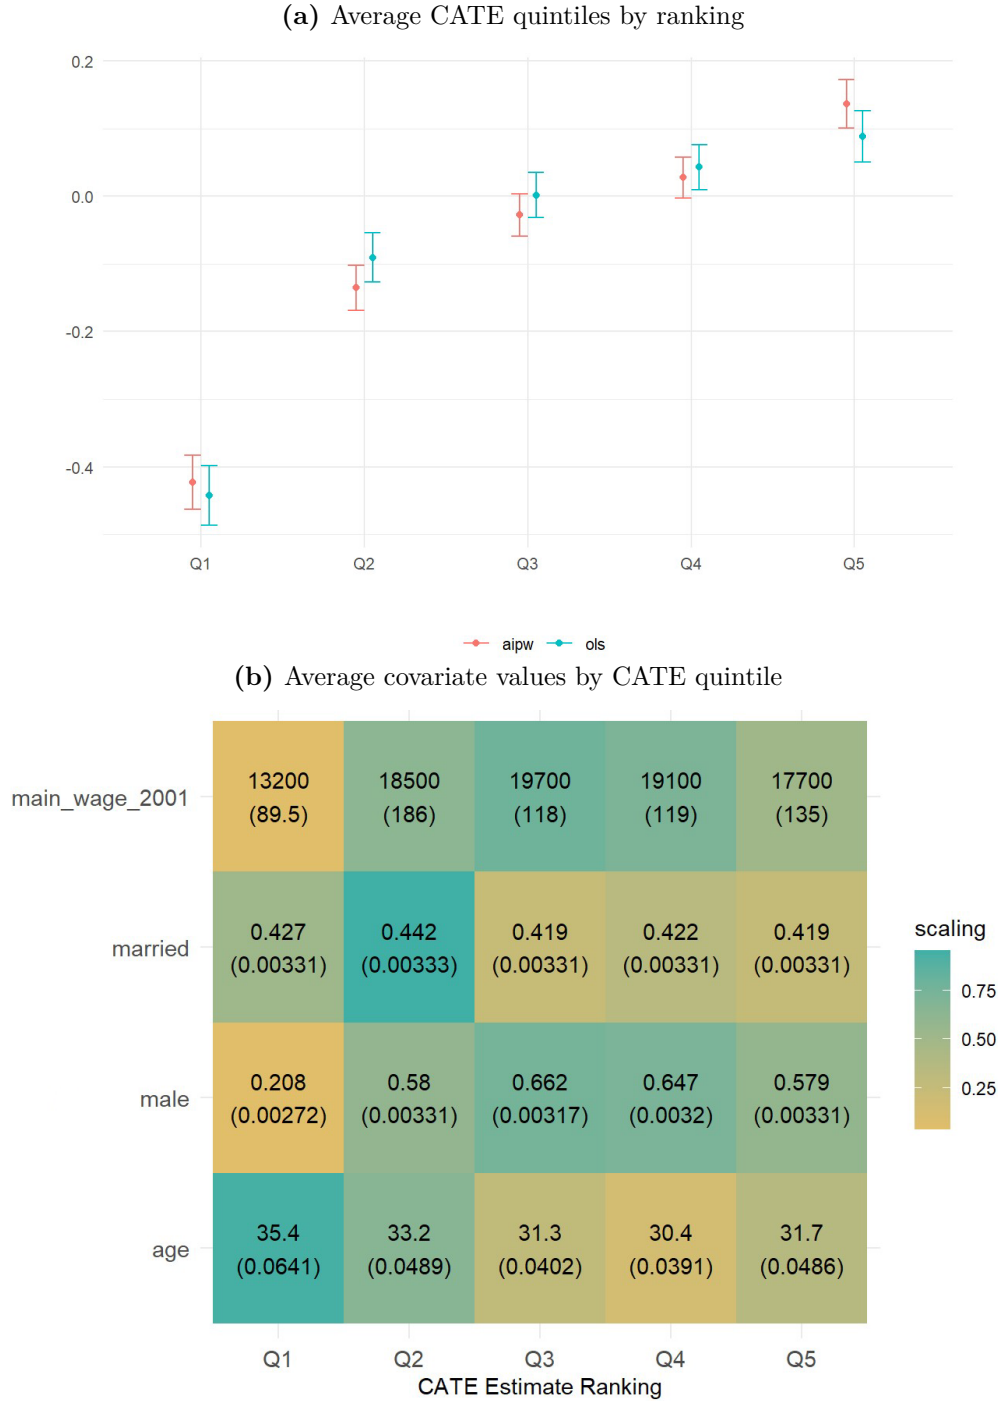 (a) Average CATE quintiles by ranking
0.2
0.0
-0.2
-0.4
Q1 Q2 Q3 Q4 Q5
aipw ols
(b) Average covariate values by CATE quintile
main_wage_2001 13200 18500 19700 19100 17700
(89.5) (186) (118) (119) (135)
married 0.427 0.442 0.419 0.422 0.419
(0.00331) (0.00333) (0.00331) (0.00331) (0.00331)
male 0.208 0.58 0.662 0.647 0.579
(0.00272) (0.00331) (0.00317) (0.0032) (0.00331)
age 35.4 33.2 31.3 30.4 31.7
(0.0641) (0.0489) (0.0402) (0.0391) (0.0486)
Q1 Q2 Q3 Q4 Q5
CATE Estimate Ranking
scaling
0.75
0.50
0.25